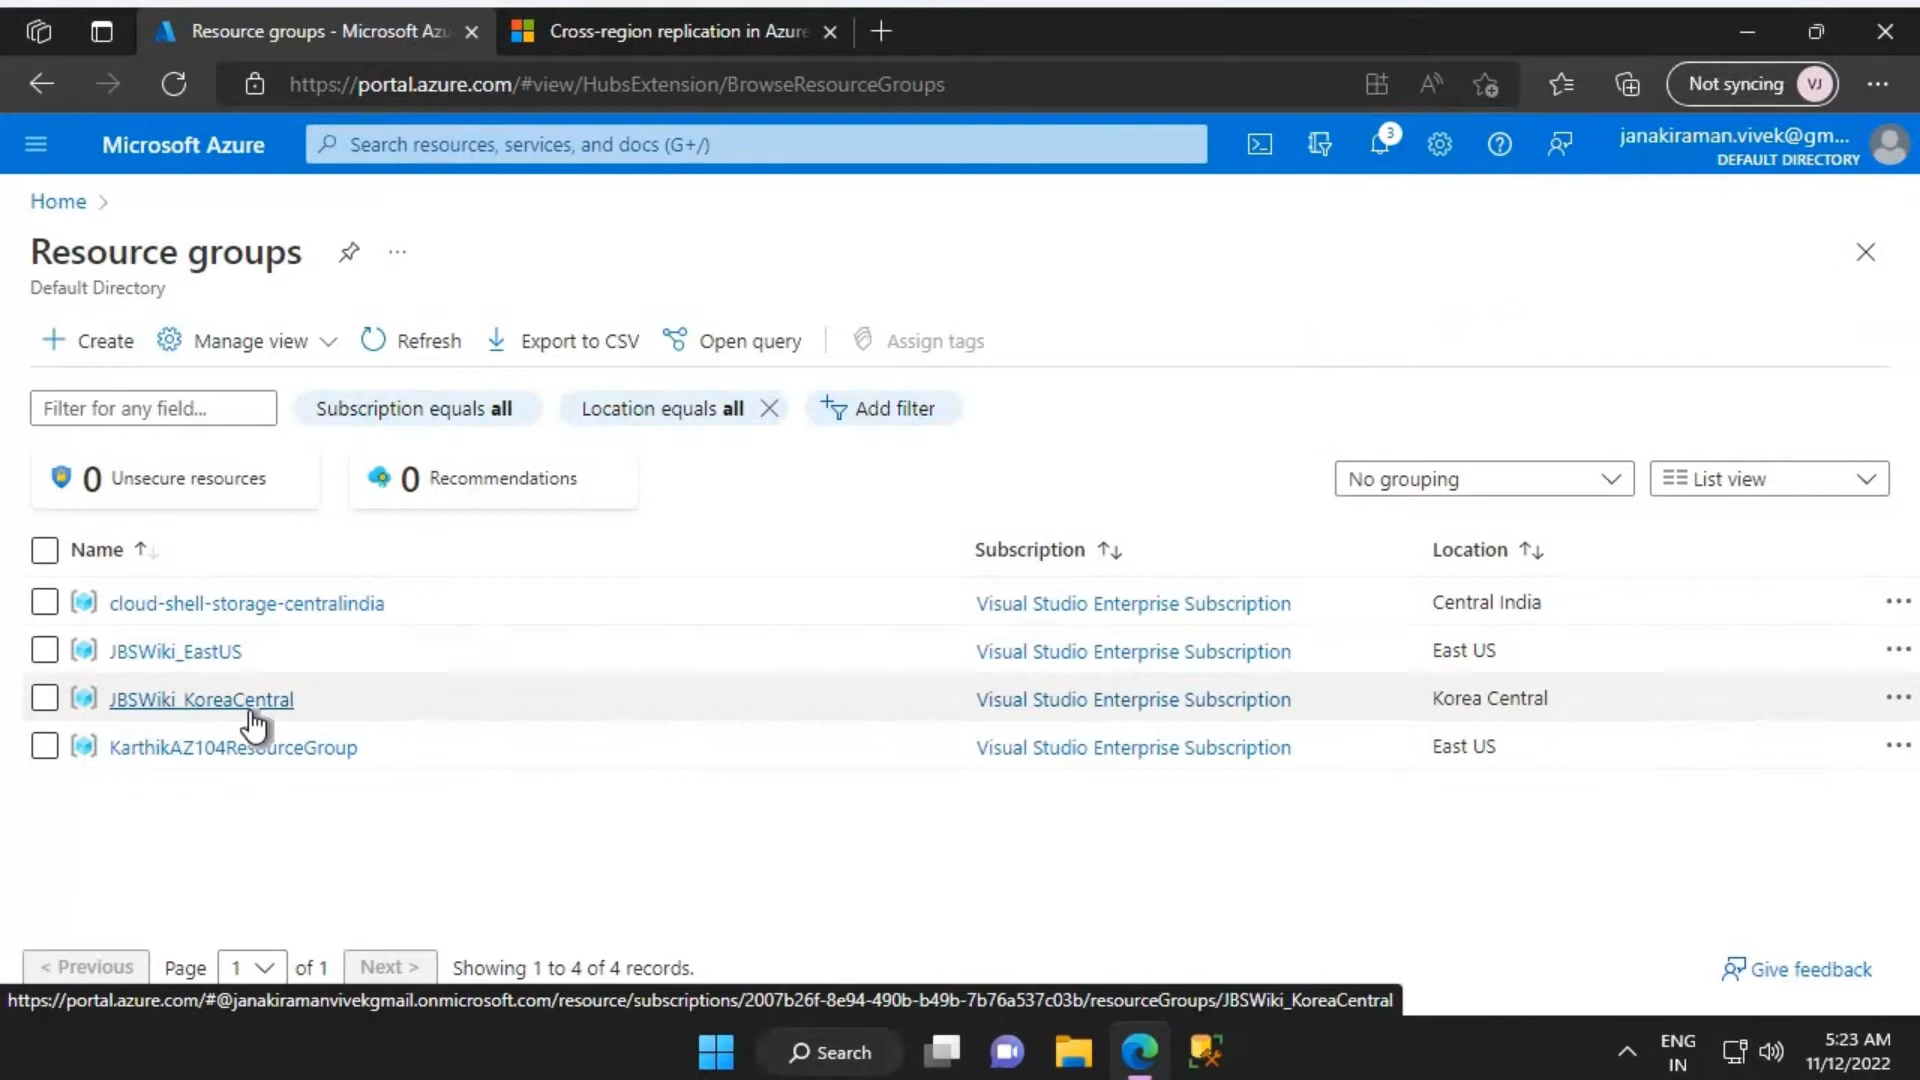 Resource groups - Microsoft Azu
Cross-region replication in Azure
https://portal.azure.com/#view/HubsExtension/BrowseResourceGroups
Not syncing
VJ
Microsoft Azure
Search resources, services, and docs (G+/)
3
janakiraman.vivek@gm...
DEFAULT DIRECTORY
Home
Resource groups
Default Directory
Create
Manage view
Refresh
Export to CSV
Open query
Assign tags
Filter for any field...
Subscription equals all
Location equals all
Add filter
0 Unsecure resources
0 Recommendations
No grouping
List view
Name
Subscription
Location
cloud-shell-storage-centralindia
Visual Studio Enterprise Subscription
Central India
JBSWiki_EastUS
Visual Studio Enterprise Subscription
East US
JBSWiki_KoreaCentral
Visual Studio Enterprise Subscription
Korea Central
KarthikAZ104ResourceGroup
Visual Studio Enterprise Subscription
East US
< Previous
Page
1
of 1
Next >
Showing 1 to 4 of 4 records.
Give feedback
https://portal.azure.com/#@janakiramanvivekgmail.onmicrosoft.com/resource/subscriptions/2007b26f-8e94-490b-b49b-7b76a537c03b/resourceGroups/JBSWiki_KoreaCentral
Search
ENG
IN
5:23 AM
11/12/2022